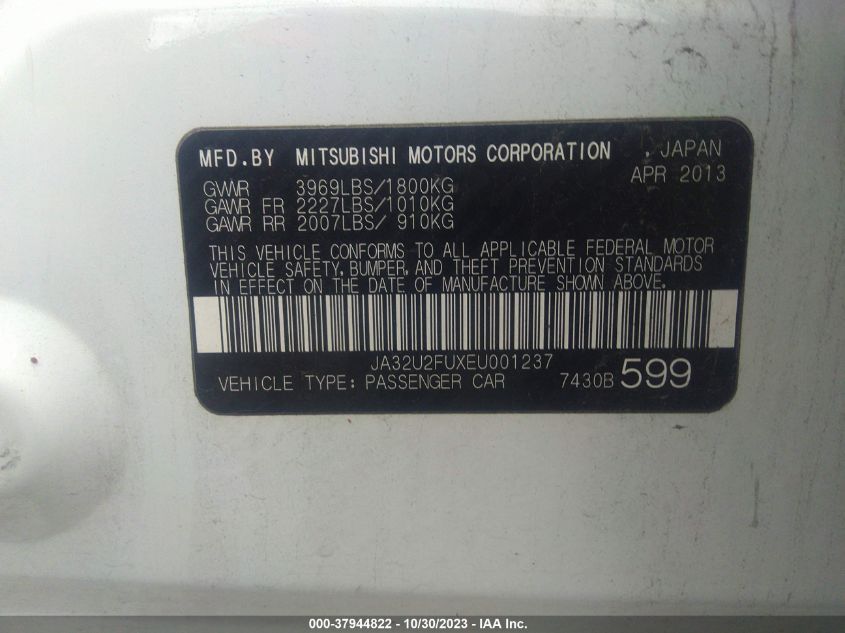 MFD.BY MITSUBISHI MOTORS CORPORATION , JAPAN
APR 2013
GVWR 3969LBS/1800KG
GAWR FR 2227LBS/1010KG
GAWR RR 2007LBS/ 910KG
THIS VEHICLE CONFORMS TO ALL APPLICABLE FEDERAL MOTOR
VEHICLE SAFETY, BUMPER, AND THEFT PREVENTION STANDARDS
IN EFFECT ON THE DATE OF MANUFACTURE SHOWN ABOVE.
JA32U2FUXEU001237
VEHICLE TYPE: PASSENGER CAR 7430B 599
000-37944822 - 10/30/2023 - IAA Inc.